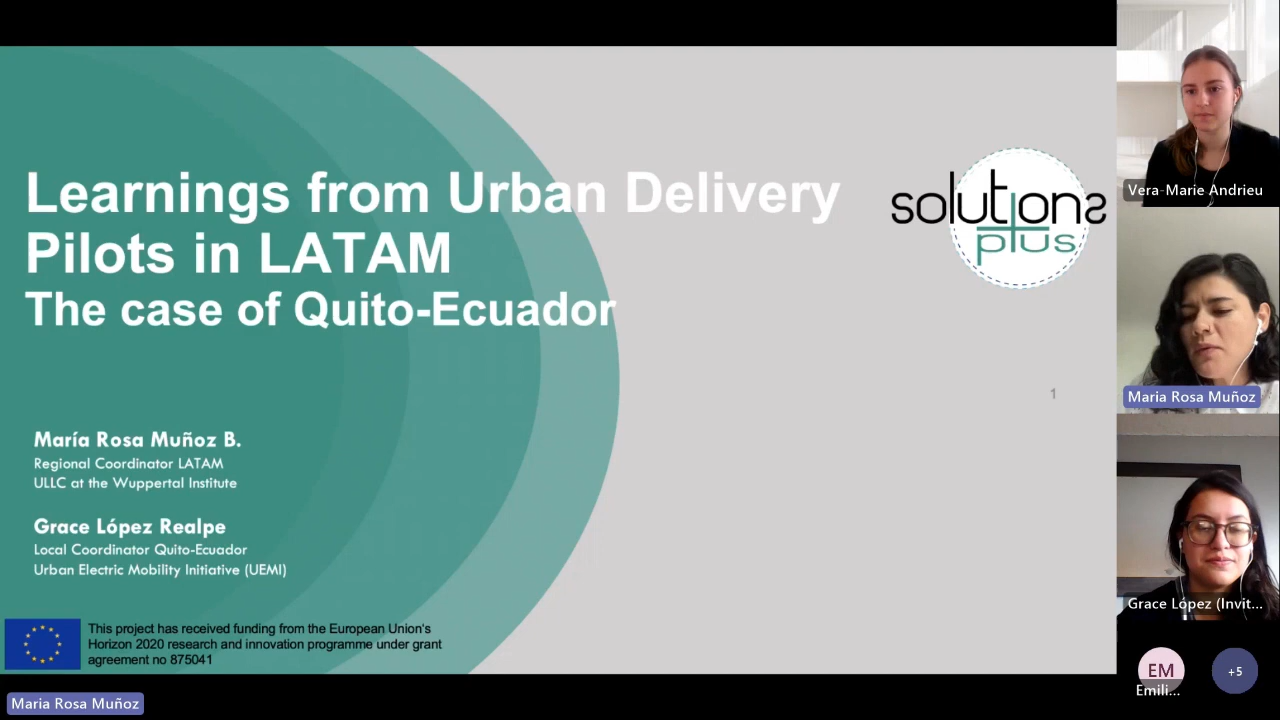 Learnings from Urban Delivery
Pilots in LATAM
The case of Quito-Ecuador
solutions
plus
1
María Rosa Muñoz B.
Regional Coordinator LATAM
ULLC at the Wuppertal Institute
Grace López Realpe
Local Coordinator Quito-Ecuador
Urban Electric Mobility Initiative (UEMI)
This project has received funding from the European Union's
Horizon 2020 research and innovation programme under grant
agreement no 875041
Maria Rosa Muñoz
Vera-Marie Andrieu
Maria Rosa Muñoz
Grace López (Invit...
EM
Emili...
+5